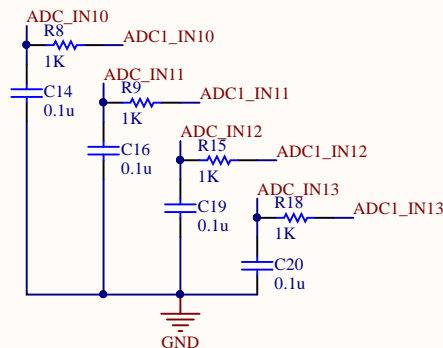 ADC_IN10
R8
ADC1_IN10
1K
C14
0.1u
ADC_IN11
R9
ADC1_IN11
1K
C16
0.1u
ADC_IN12
R15
ADC1_IN12
1K
C19
0.1u
ADC_IN13
R18
ADC1_IN13
1K
C20
0.1u
GND